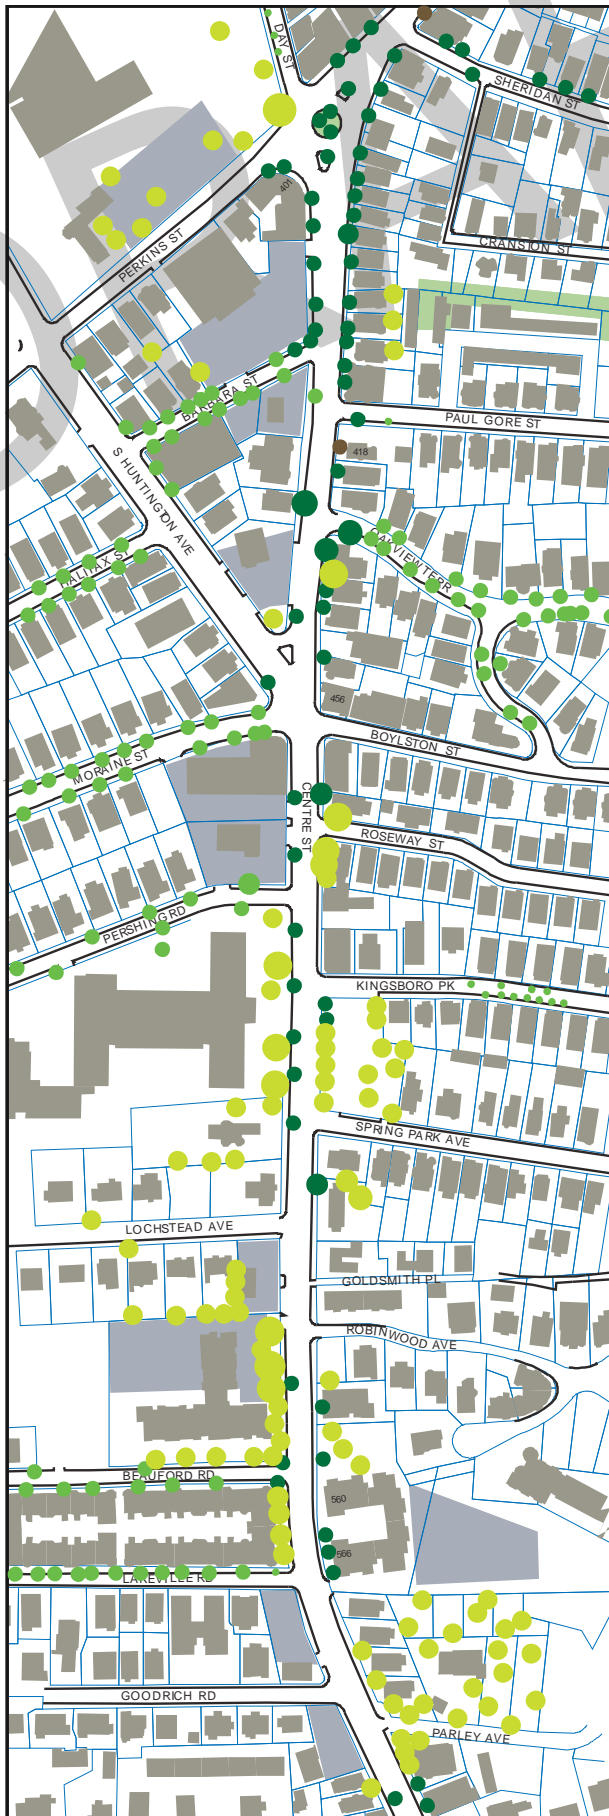 DAY ST
SHERIDAN ST
401
CRANSTON ST
PERKINS ST
BARBARA ST
PAUL GORE ST
418
S HUNTINGTON AVE
OAKVIEW TERR
HALIFAX ST
456
BOYLSTON ST
MORAINE ST
CENTRE ST
ROSEWAY ST
PERSHING RD
KINGSBORO PK
SPRING PARK AVE
LOCHSTEAD AVE
GOLDSMITH PL
ROBINWOOD AVE
BEAUFORD RD
560
566
LAKEVILLE RD
GOODRICH RD
PARLEY AVE